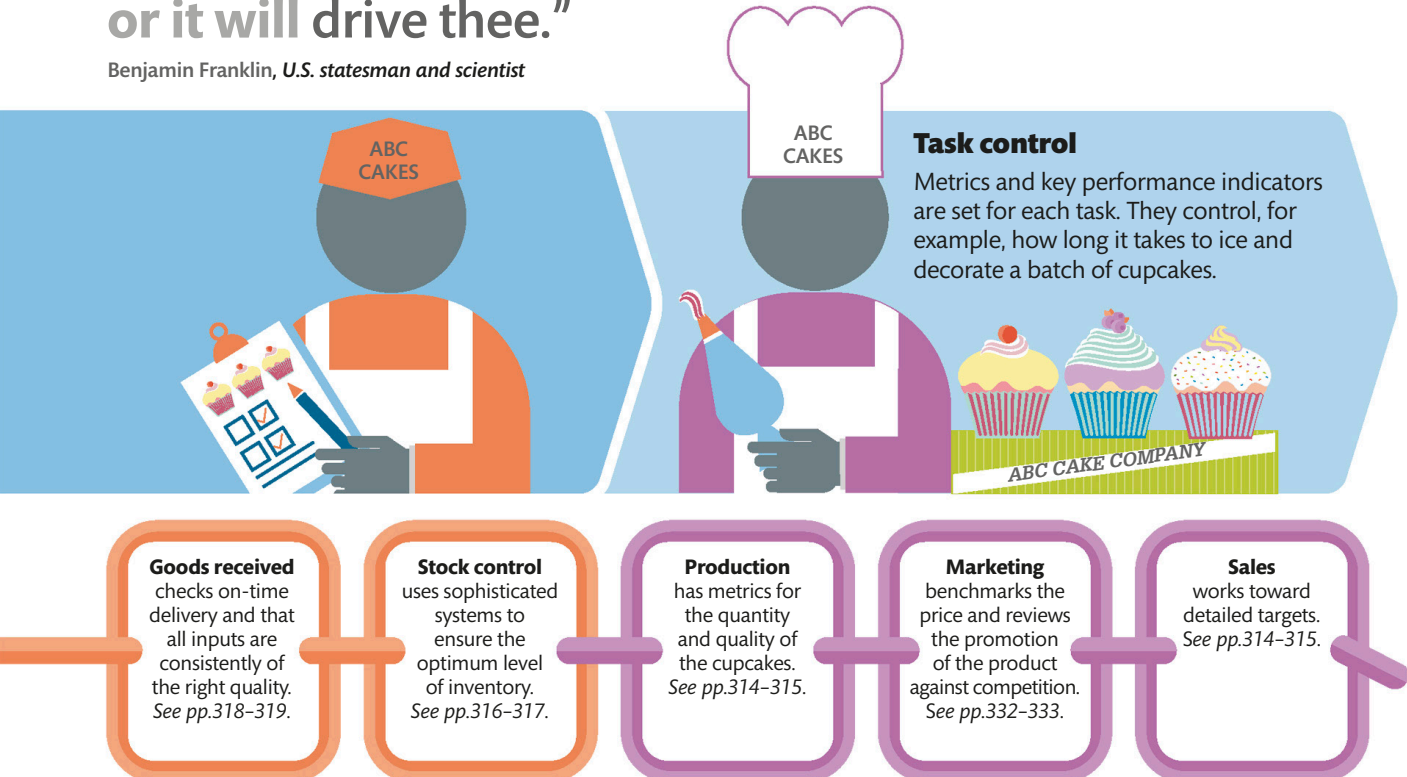 or it will drive thee.”
Benjamin Franklin, U.S. statesman and scientist
ABC
CAKES
ABC
CAKES
Task control
Metrics and key performance indicators
are set for each task. They control, for
example, how long it takes to ice and
decorate a batch of cupcakes.
ABC CAKE COMPANY
Goods received
checks on-time
delivery and that
all inputs are
consistently of
the right quality.
See pp.318–319.
Stock control
uses sophisticated
systems to
ensure the
optimum level
of inventory.
See pp.316–317.
Production
has metrics for
the quantity
and quality of
the cupcakes.
See pp.314–315.
Marketing
benchmarks the
price and reviews
the promotion
of the product
against competition.
See pp.332–333.
Sales
works toward
detailed targets.
See pp.314–315.